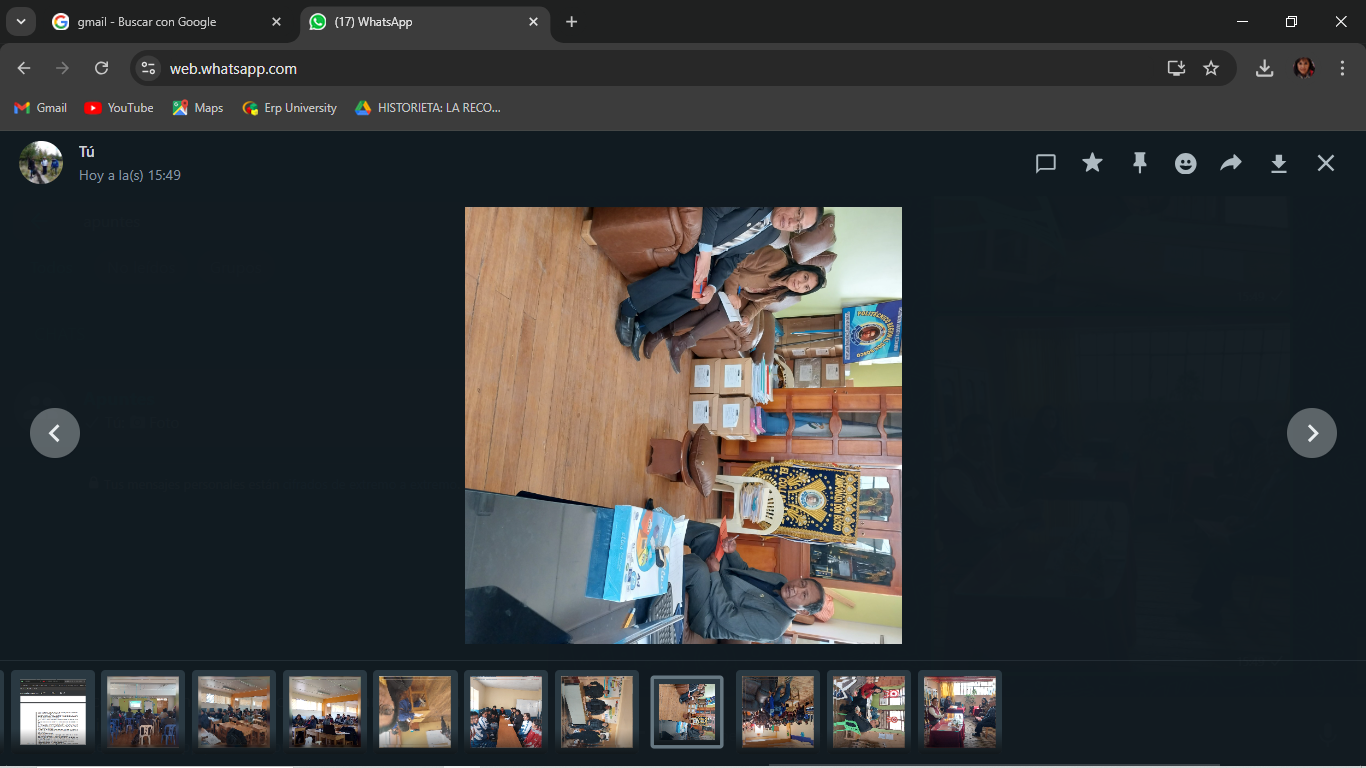 gmail - Buscar con Google
(17) WhatsApp
web.whatsapp.com
Gmail
YouTube
Maps
Erp University
HISTORIETA: LA RECO...
Tú
Hoy a la(s) 15:49